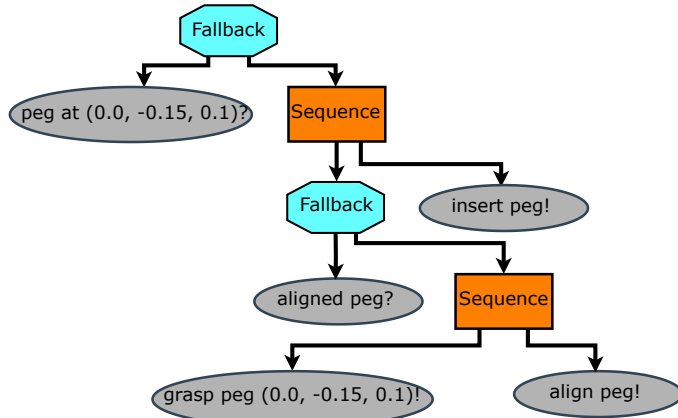 Fallback
peg at (0.0, -0.15, 0.1)?
Sequence
Fallback
insert peg!
aligned peg?
Sequence
grasp peg (0.0, -0.15, 0.1)!
align peg!